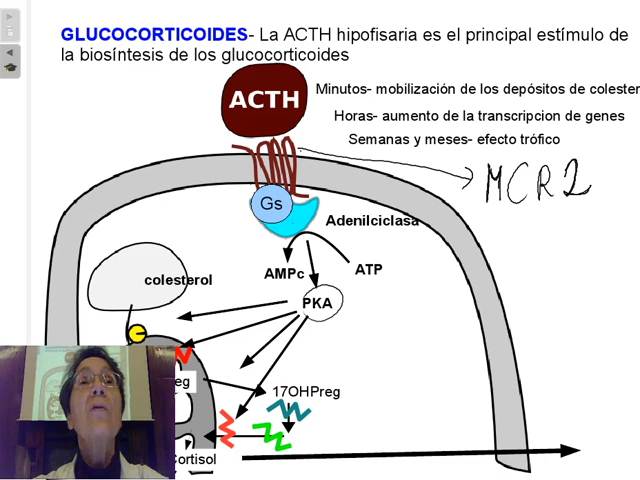 GLUCOCORTICOIDES- La ACTH hipofisaria es el principal estímulo de
la biosíntesis de los glucocorticoides
ACTH
Minutos- mobilización de los depósitos de colester
Horas- aumento de la transcripcion de genes
Semanas y meses- efecto trófico
MCR2
Gs
Adenilciclasa
colesterol
AMPc
ATP
PKA
eg
17OHPreg
Cortisol